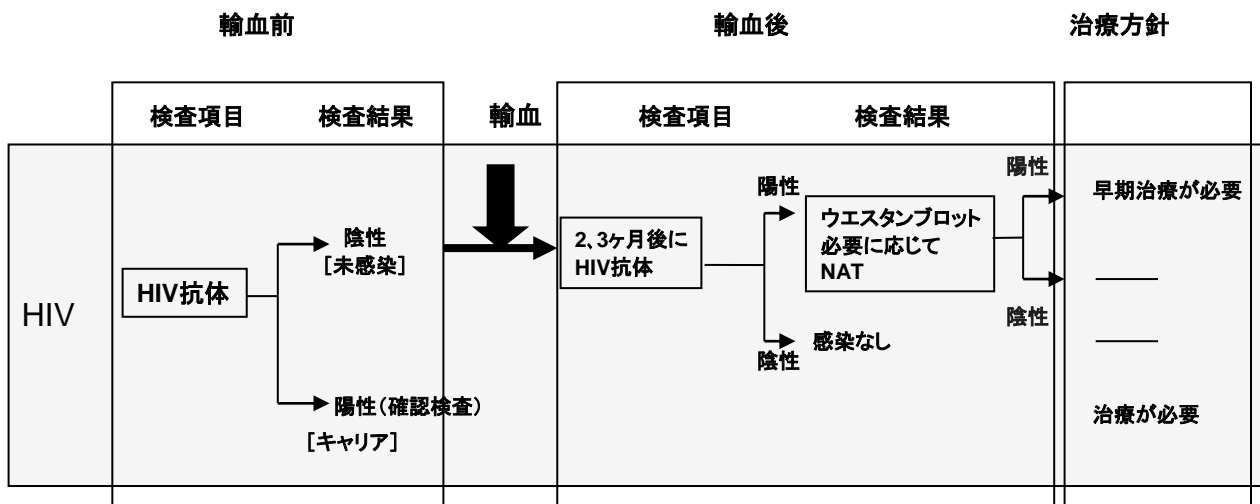 輸血前
輸血後
治療方針
検査項目
検査結果
輸血
検査項目
検査結果
HIV
HIV抗体
陰性
[未感染]
陽性(確認検査)
[キャリア]
2、3ヶ月後に
HIV抗体
陽性
ウエスタンブロット
必要に応じて
NAT
陰性
感染なし
陽性
早期治療が必要
陰性
治療が必要